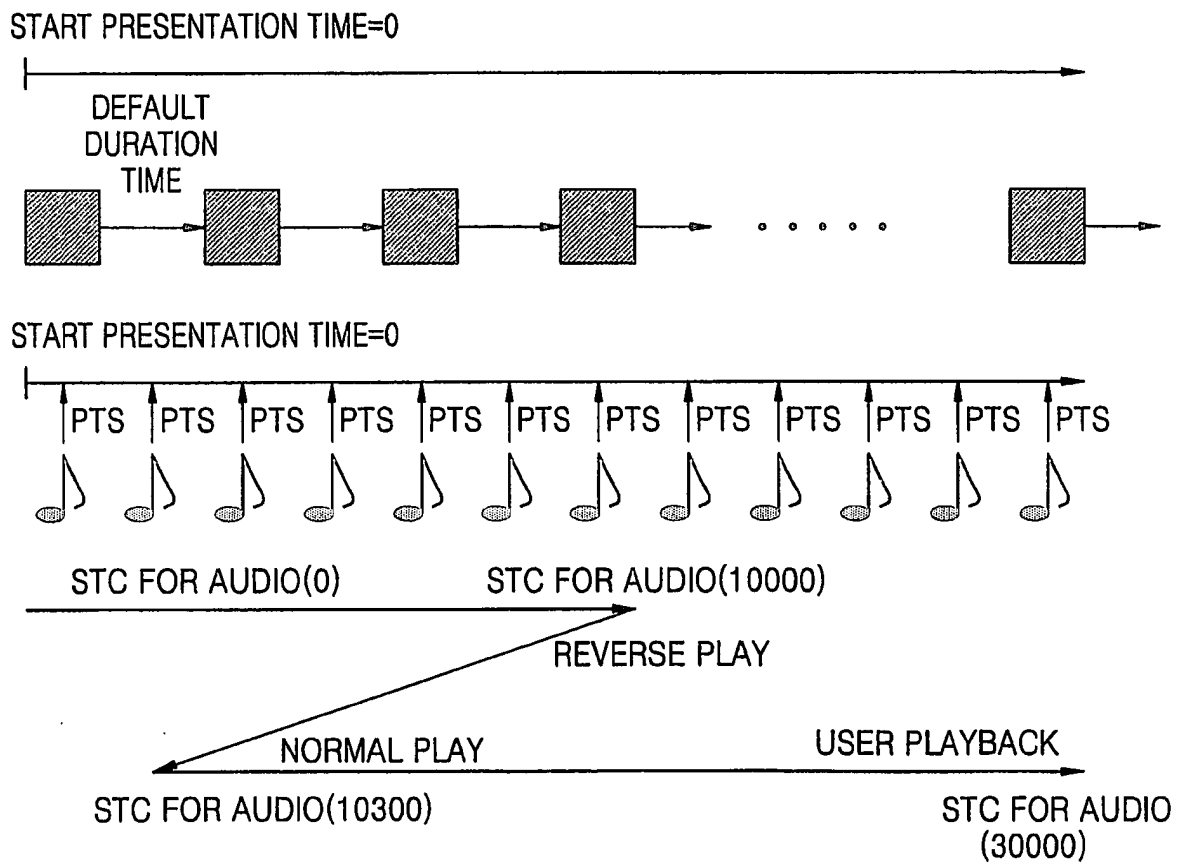 START PRESENTATION TIME=0
DEFAULT
DURATION
TIME
START PRESENTATION TIME=0
PTS PTS PTS PTS PTS PTS PTS PTS PTS PTS PTS PTS
STC FOR AUDIO(0) STC FOR AUDIO(10000)
REVERSE PLAY
NORMAL PLAY USER PLAYBACK
STC FOR AUDIO(10300) STC FOR AUDIO
(30000)